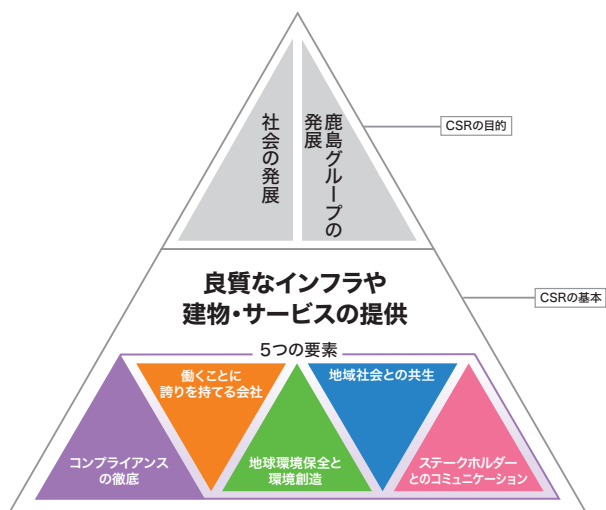 社会の発展
鹿島グループの
発展
CSRの目的
良質なインフラや
建物・サービスの提供
CSRの基本
5つの要素
働くことに
誇りを持てる会社
地域社会との共生
コンプライアンス
の徹底
地球環境保全と
環境創造
ステークホルダー
とのコミュニケーション